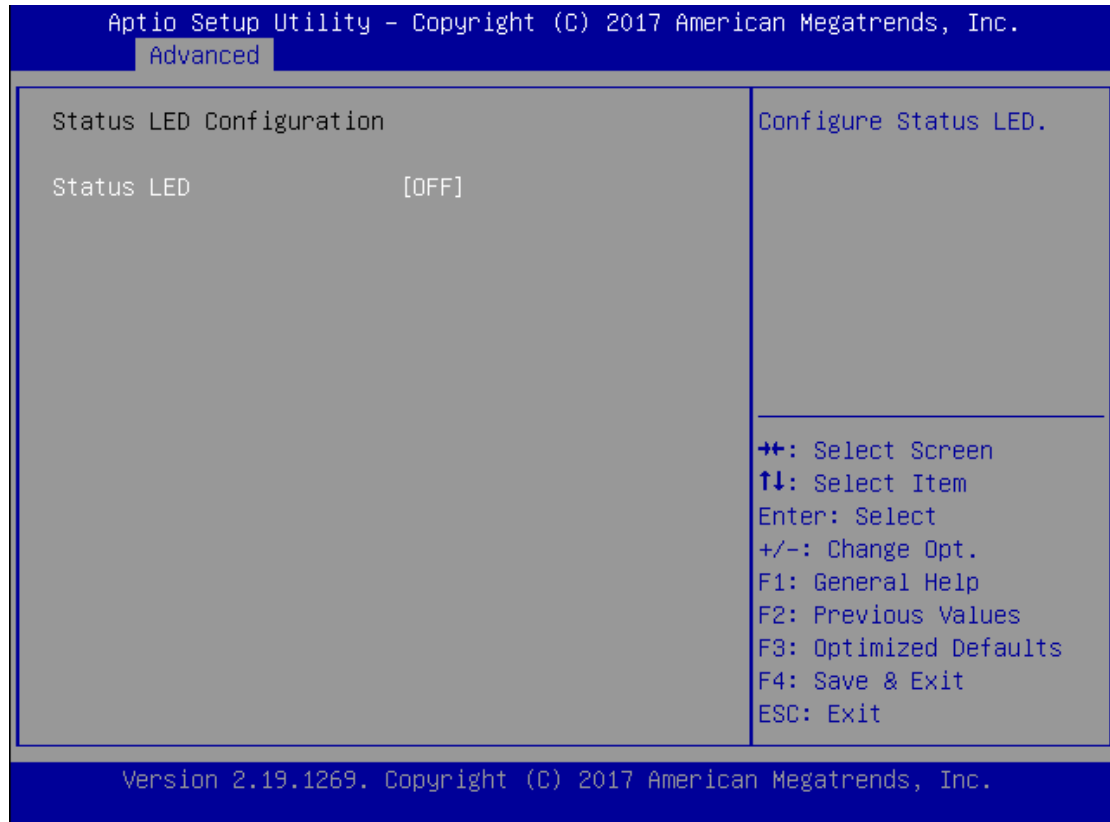 Aptio Setup Utility – Copyright (C) 2017 American Megatrends, Inc.
Advanced
Status LED Configuration
Status LED [OFF]
Configure Status LED.
→←: Select Screen
↑↓: Select Item
Enter: Select
+/-: Change Opt.
F1: General Help
F2: Previous Values
F3: Optimized Defaults
F4: Save & Exit
ESC: Exit
Version 2.19.1269. Copyright (C) 2017 American Megatrends, Inc.